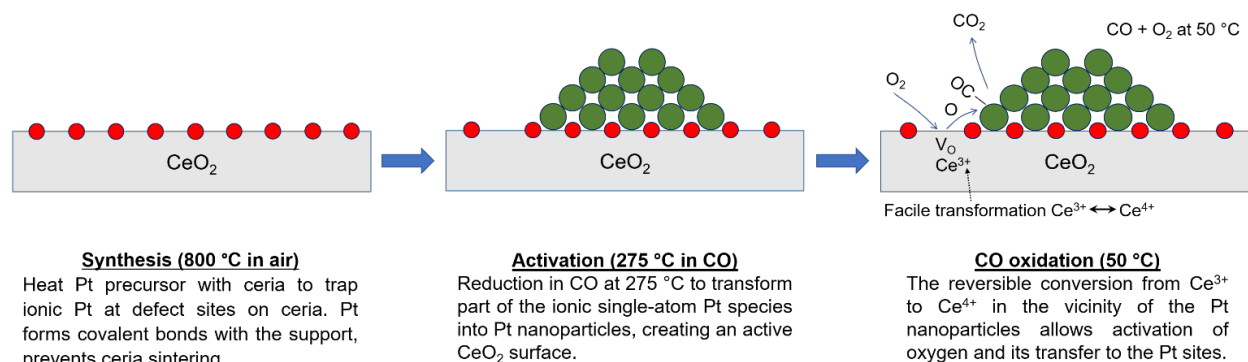 CeO₂
Synthesis (800 °C in air)
Heat Pt precursor with ceria to trap
ionic Pt at defect sites on ceria. Pt
forms covalent bonds with the support,
prevents ceria sintering.
CeO₂
Activation (275 °C in CO)
Reduction in CO at 275 °C to transform
part of the ionic single-atom Pt species
into Pt nanoparticles, creating an active
CeO₂ surface.
CO₂
CO + O₂ at 50 °C
O₂
OC
O
V₀
Ce³⁺
CeO₂
Facile transformation Ce³⁺ ↔ Ce⁴⁺
CO oxidation (50 °C)
The reversible conversion from Ce³⁺
to Ce⁴⁺ in the vicinity of the Pt
nanoparticles allows activation of
oxygen and its transfer to the Pt sites.